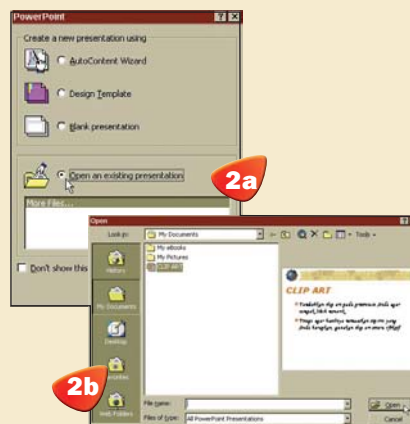 PowerPoint
Create a new presentation using
AutoContent Wizard
Design Template
Blank presentation
Open an existing presentation
2a
More Files...
Don't show this
Open
Look in:
My Documents
Tools
History
My eBooks
My Pictures
CLIP ART
My Documents
Desktop
Favorites
Web Folders
CLIP ART
2b
File name:
Open
Files of type:
All PowerPoint Presentations
Cancel